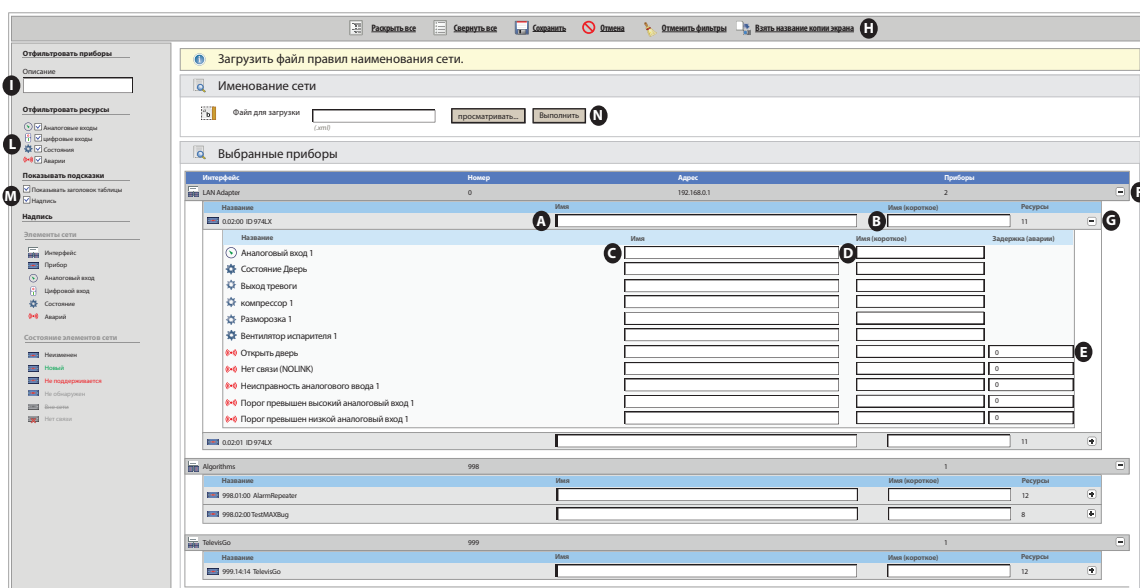 Раскрыть все Свернуть все Сохранить Отмена Отменить фильтры Взять название копии экрана H
Отфильтровать приборы
Описание
I
Отфильтровать ресурсы
Аналоговые входы
цифровые входы
L Состояния
Аварии
Показывать подсказки
Показывать заголовок таблицы
M Надпись
Надпись
Элементы сети
Интерфейс
Прибор
Аналоговый вход
Цифровой вход
Состояние
Аварий
Состояние элементов сети
Неизменен
Новый
Не поддерживается
Не обнаружен
Вне сети
Нет связи
Загрузить файл правил наименования сети.
Именование сети
Файл для загрузки просматривать... Выполнить N
(.xml)
Выбранные приборы
Интерфейс Номер Адрес Приборы
LAN Adapter 0 192.168.0.1 2 F
Название Имя Имя (короткое) Ресурсы
0.02:00 ID 974LX A B 11 G
Название Имя Имя (короткое) Задержка (аварии)
Аналоговый вход 1 C D
Состояние Дверь
Выход тревоги
компрессор 1
Разморозка 1
Вентилятор испарителя 1
Открыть дверь 0 E
Нет связи (NOLINK) 0
Неисправность аналогового ввода 1 0
Порог превышен высокий аналоговый вход 1 0
Порог превышен низкой аналоговый вход 1 0
0.02:01 ID 974LX 11
Algorithms 998 1
Название Имя Имя (короткое) Ресурсы
998.01:00 AlarmRepeater 12
998.02:00 TestMAXBug 8
TelevisGo 999 1
Название Имя Имя (короткое) Ресурсы
999.14:14 TelevisGo 12